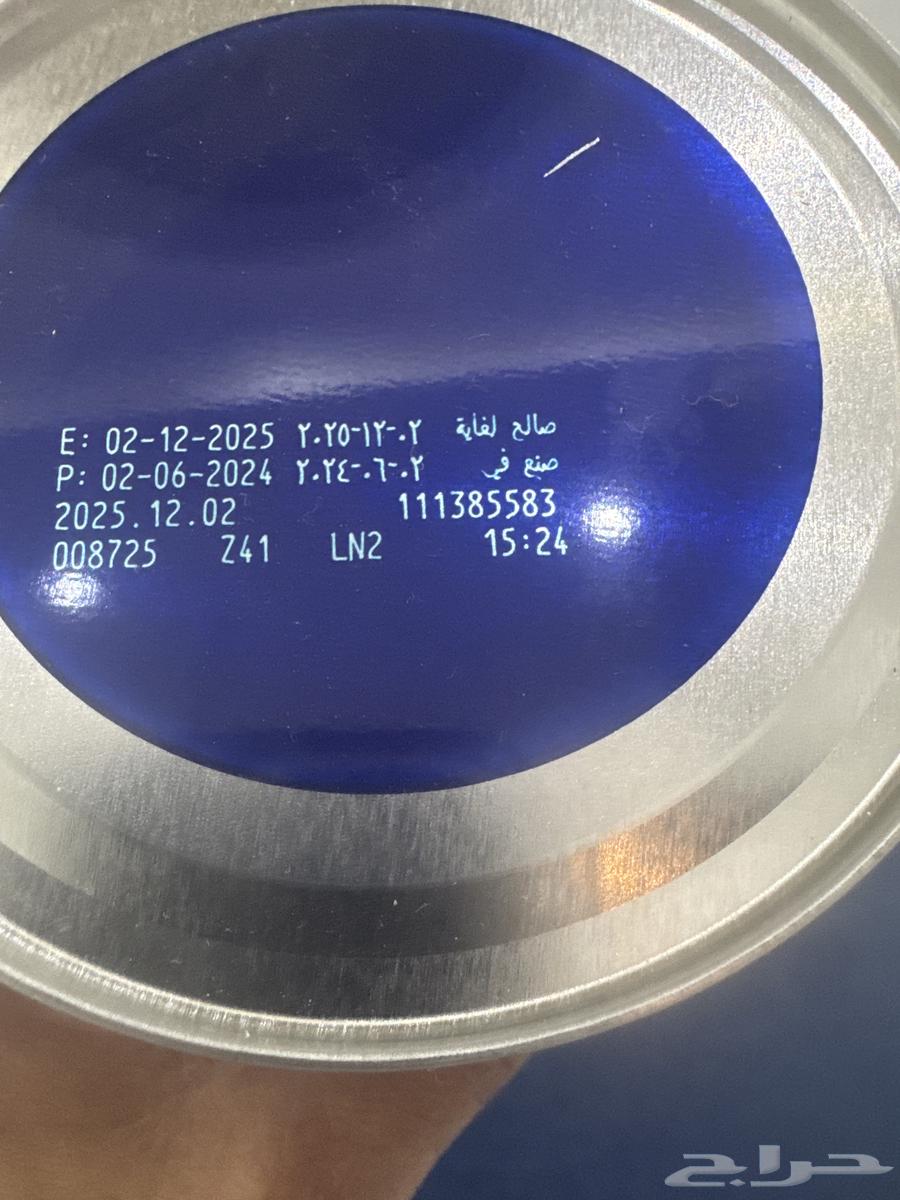 E: 02-12-2025 ٢٠٢٥-١٢-٠٢ صالح لغاية
P: 02-06-2024 ٢٠٢٤-٠٦-٠٢ صنع في
2025.12.02 111385583
008725 Z41 LN2 15:24
حراج